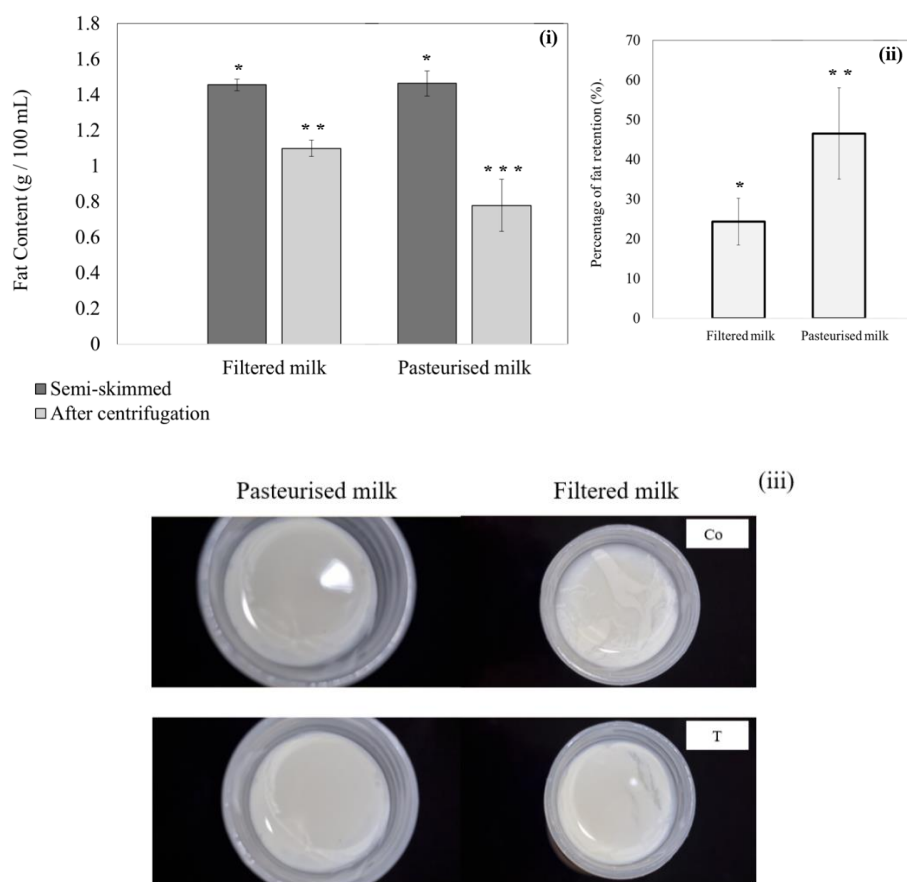 Fat Content (g / 100 mL)
1.8
1.6
1.4
1.2
1
0.8
0.6
0.4
0.2
0
*
* *
*
* * *
(i)
Filtered milk
Pasteurised milk
Semi-skimmed
After centrifugation
Percentage of fat retention (%).
70
60
50
40
30
20
10
0
*
* *
(ii)
Filtered milk
Pasteurised milk
Pasteurised milk
Filtered milk
(iii)
Co
T